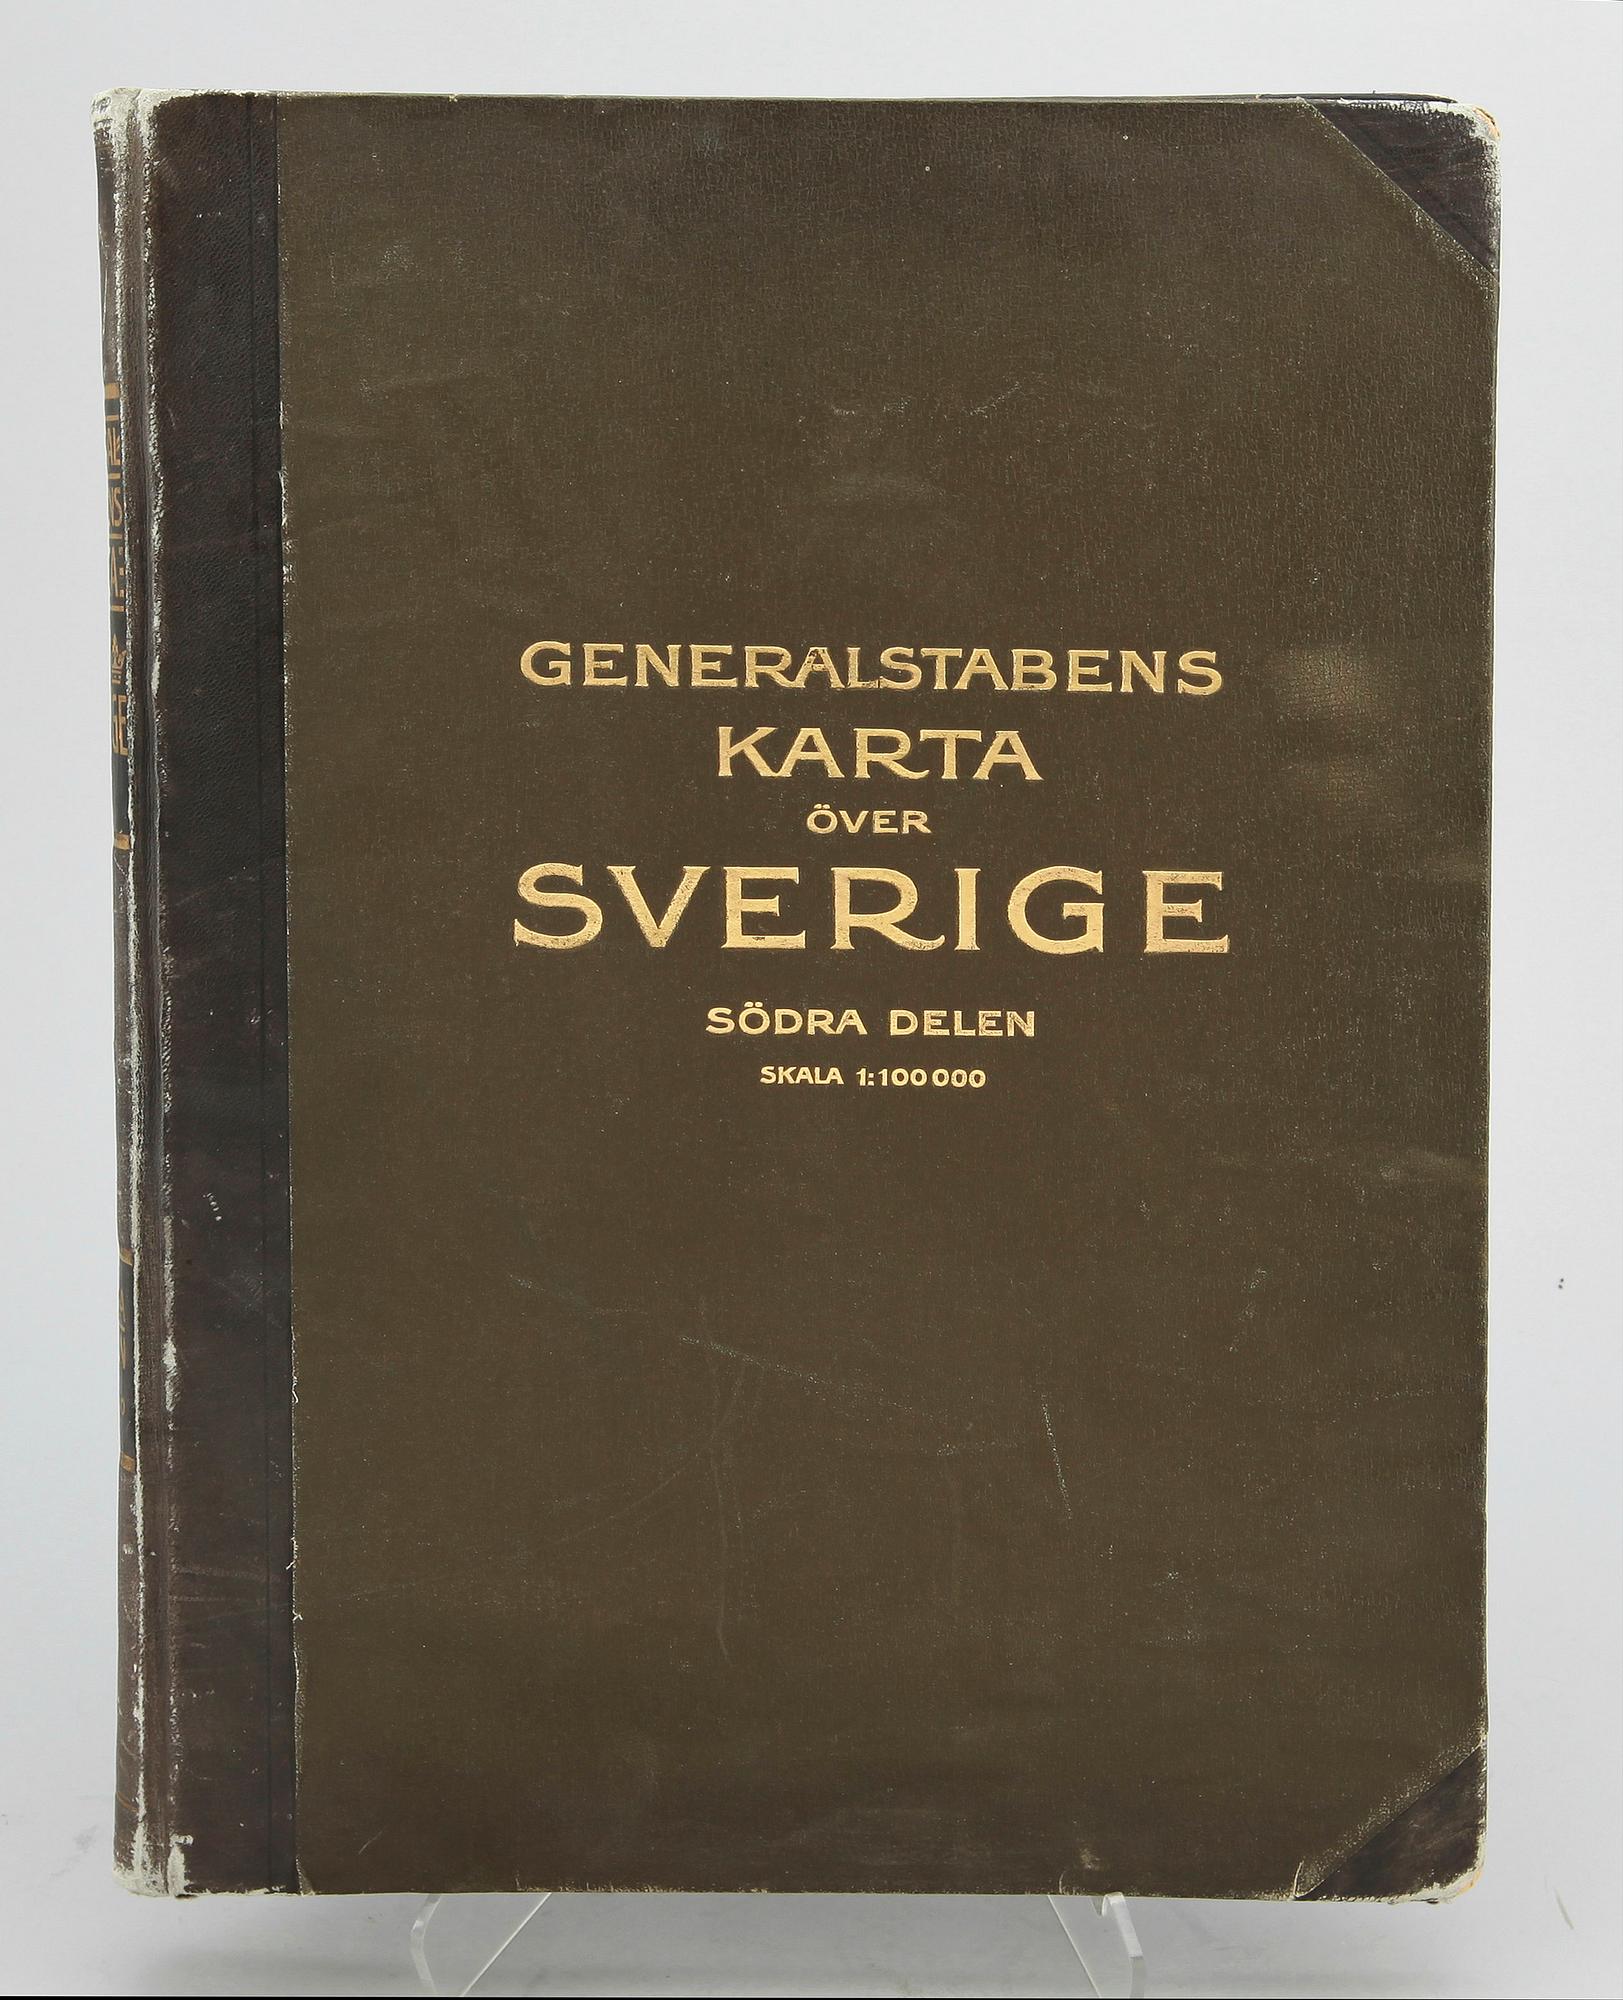 GENERALSTABENS
KARTA
ÖVER
SVERIGE
SÖDRA DELEN
SKALA 1:100 000